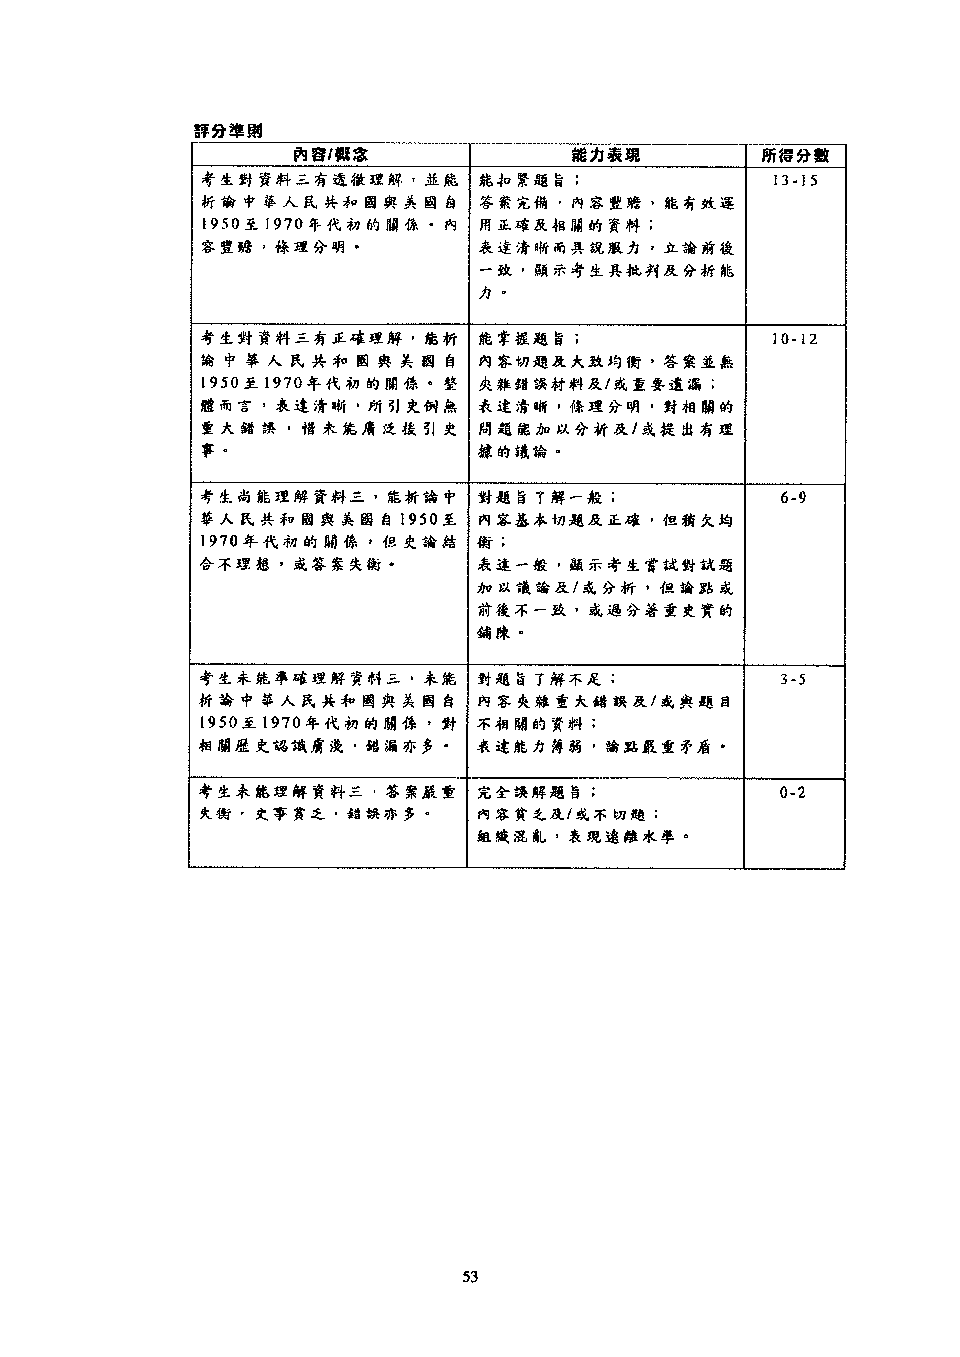 評分準則
內容/概念 能力表現 所得分數
考生對資料三有透徹理解，並能
析論中華人民共和國與美國自
1950至1970年代初的關係。內
容豐贍，條理分明。
能扣緊題旨；
答案完備，內容豐贍，能有效運
用正確及相關的資料；
表達清晰而具說服力，立論前後
一致，顯示考生具批判及分析能
力。
13-15
考生對資料三有正確理解，能析
論中華人民共和國與美國自
1950至1970年代初的關係。整
體而言，表達清晰，所引史例無
重大錯誤，惜未能廣泛援引史
事。
能掌握題旨；
內容切題及大致均衡，答案並無
夾雜錯誤材料及/或重要遺漏；
表達清晰，條理分明，對相關的
問題能加以分析及/或提出有理
據的議論。
10-12
考生尚能理解資料三，能析論中
華人民共和國與美國自1950至
1970年代初的關係，但史論結
合不理想，或答案失衡。
對題旨了解一般；
內容基本切題及正確，但稍欠均
衡；
表達一般，顯示考生嘗試對試題
加以議論及/或分析，但論點或
前後不一致，或過分著重史實的
鋪陳。
6-9
考生未能準確理解資料三，未能
析論中華人民共和國與美國自
1950至1970年代初的關係，對
相關歷史認識膚淺，錯漏亦多。
對題旨了解不足；
內容夾雜重大錯誤及/或與題目
不相關的資料；
表達能力薄弱，論點嚴重矛盾。
3-5
考生未能理解資料三，答案嚴重
失衡，史事貧乏，錯誤亦多。
完全誤解題旨；
內容貧乏及/或不切題；
組織混亂，表現遠離水準。
0-2
53